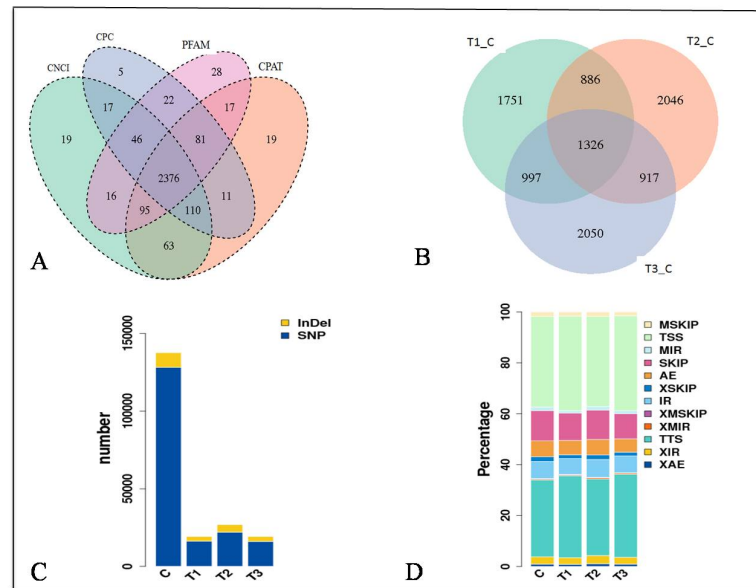 CPC
PFAM
CNCI
CPAT
5
28
22
17
17
19
46
81
19
2376
16
11
95
110
63
A
T1_C
T2_C
886
1751
2046
1326
997
917
2050
B
T3_C
InDel
SNP
number
0
50000
100000
150000
C
T1
T2
T3
C
Percentage
0
20
40
60
80
100
C
T1
T2
T3
MSKIP
TSS
MIR
SKIP
AE
XSKIP
IR
XMSKIP
XMIR
TTS
XIR
XAE
D